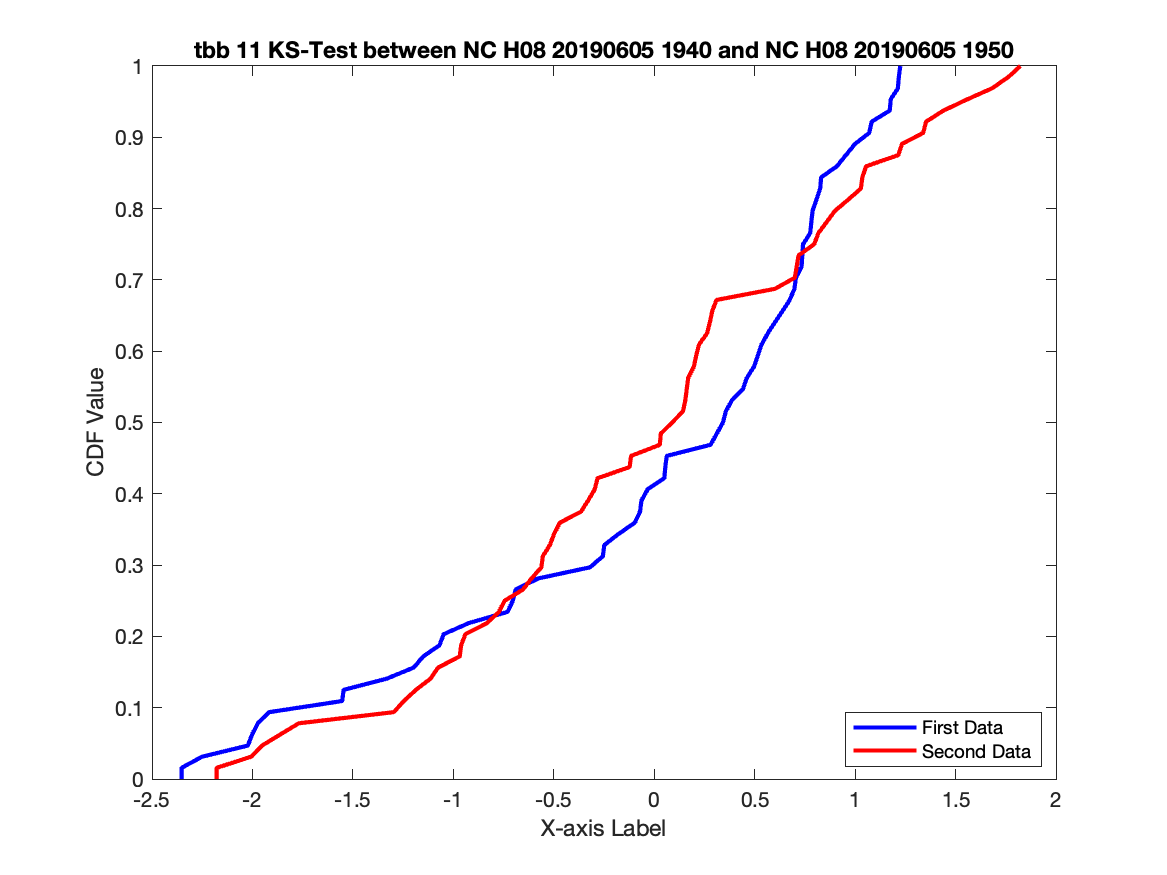 tbb 11 KS-Test between NC H08 20190605 1940 and NC H08 20190605 1950
1
0.9
0.8
0.7
0.6
0.5
0.4
0.3
0.2
0.1
0
CDF Value
First Data
Second Data
-2.5 -2 -1.5 -1 -0.5 0 0.5 1 1.5 2
X-axis Label